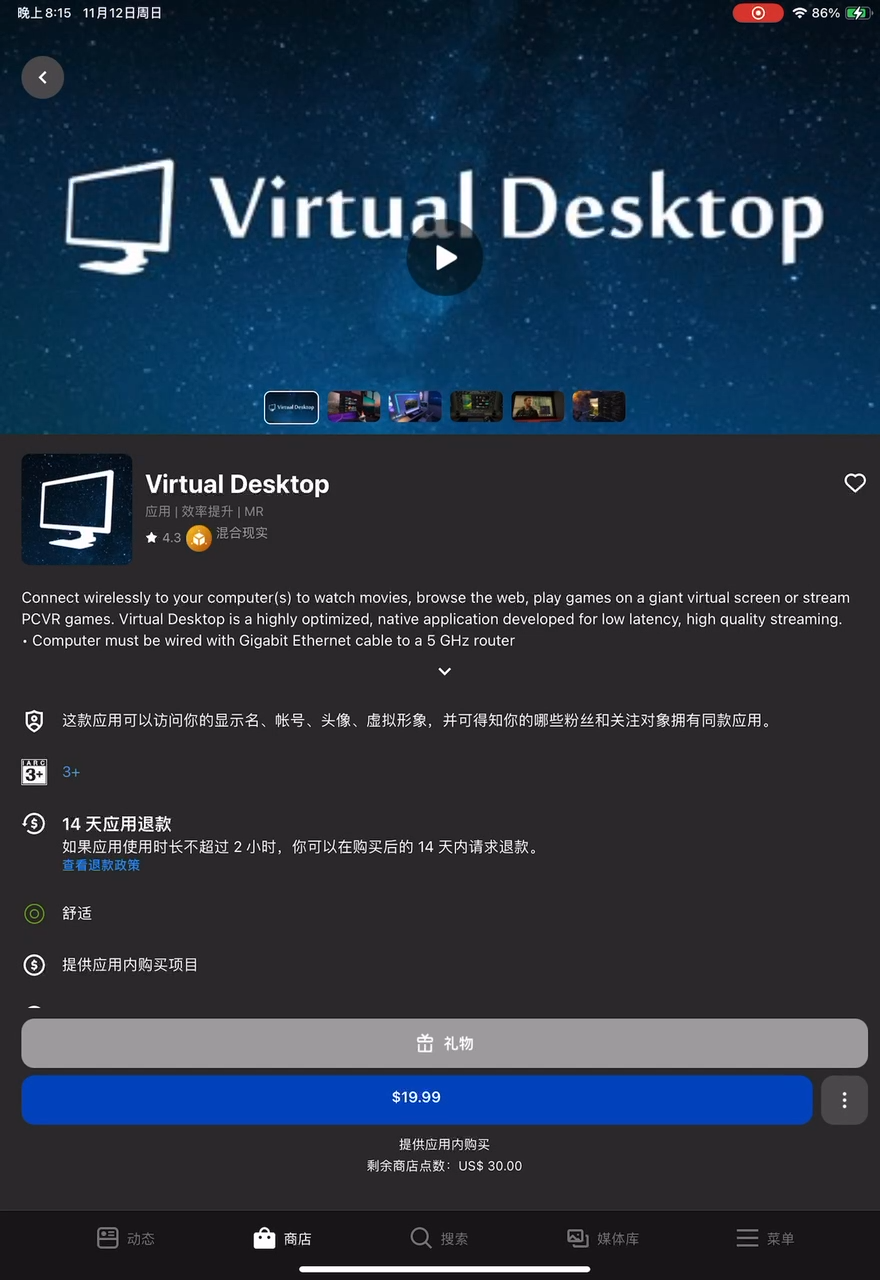 晚上8:15 11月12日周日
86%
Virtual Desktop
Virtual Desktop
Virtual Desktop
应用 | 效率提升 | MR
4.3 混合现实
Connect wirelessly to your computer(s) to watch movies, browse the web, play games on a giant virtual screen or stream
PCVR games. Virtual Desktop is a highly optimized, native application developed for low latency, high quality streaming.
• Computer must be wired with Gigabit Ethernet cable to a 5 GHz router
这款应用可以访问你的显示名、帐号、头像、虚拟形象，并可得知你的哪些粉丝和关注对象拥有同款应用。
IARC
3+ 3+
14 天应用退款
如果应用使用时长不超过 2 小时，你可以在购买后的 14 天内请求退款。
查看退款政策
舒适
提供应用内购买项目
礼物
$19.99
提供应用内购买
剩余商店点数：US$ 30.00
动态 商店 搜索 媒体库 菜单